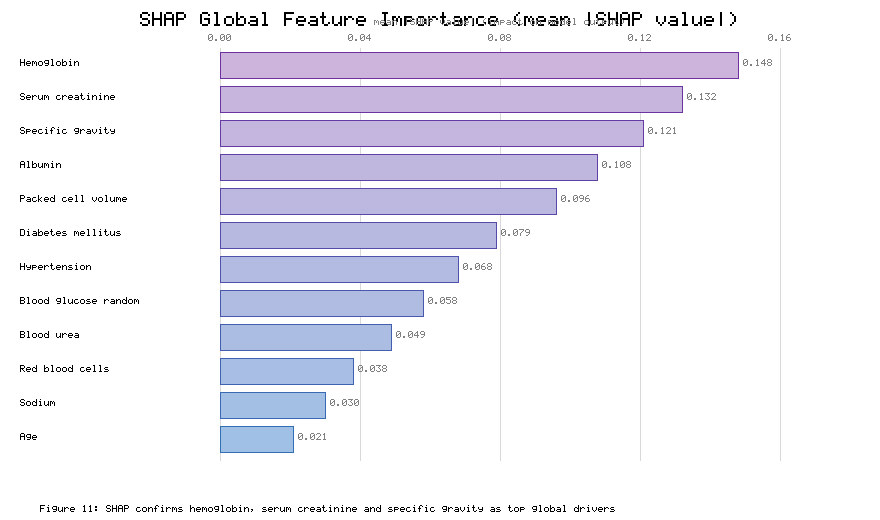 SHAP Global Feature Importance (mean |SHAP value|)
0.00 0.04 0.08 0.12 0.16
Hemoglobin 0.148
Serum creatinine 0.132
Specific gravity 0.121
Albumin 0.108
Packed cell volume 0.096
Diabetes mellitus 0.079
Hypertension 0.068
Blood glucose random 0.058
Blood urea 0.049
Red blood cells 0.038
Sodium 0.030
Age 0.021
Figure 11: SHAP confirms hemoglobin, serum creatinine and specific gravity as top global drivers